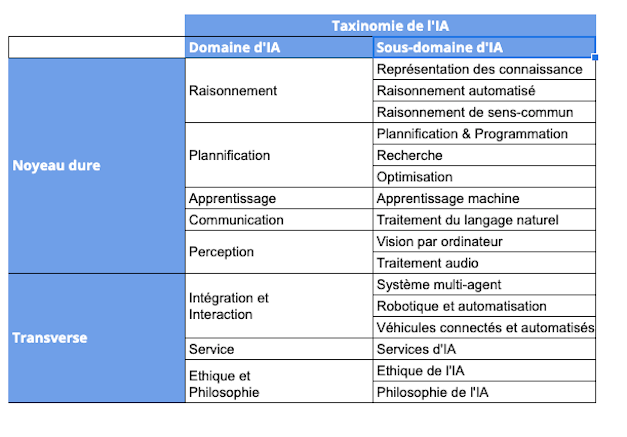 Taxinomie de l'IA
Domaine d'IA
Sous-domaine d'IA
Noyeau dure
Raisonnement
Représentation des connaissance
Raisonnement automatisé
Raisonnement de sens-commun
Plannification
Plannification & Programmation
Recherche
Optimisation
Apprentissage
Apprentissage machine
Communication
Traitement du langage naturel
Perception
Vision par ordinateur
Traitement audio
Transverse
Intégration et
Interaction
Système multi-agent
Robotique et automatisation
Véhicules connectés et automatisés
Service
Services d'IA
Ethique et
Philosophie
Ethique de l'IA
Philosophie de l'IA